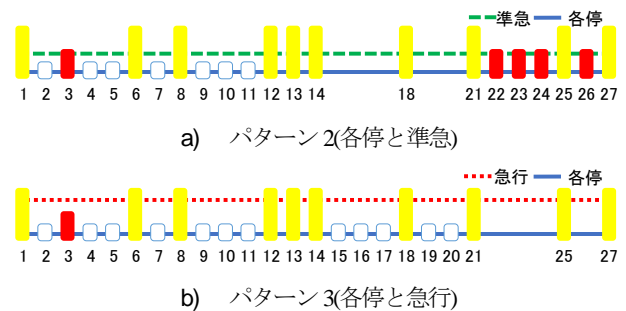 準急 各停
1 2 3 4 5 6 7 8 9 10 11 12 13 14 18 21 22 23 24 25 26 27
a) パターン2(各停と準急)
急行 各停
1 2 3 4 5 6 7 8 9 10 11 12 13 14 15 16 17 18 19 20 21 25 27
b) パターン3(各停と急行)